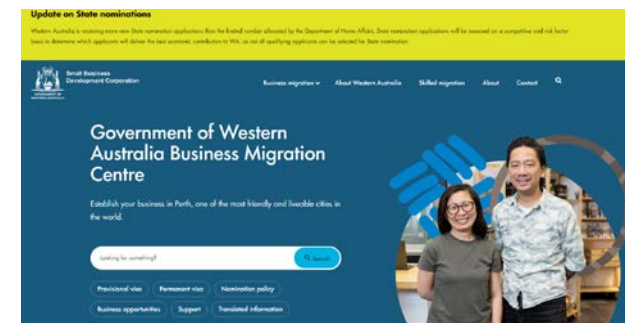 Update on State nominations
Western Australia is receiving more new State nomination applications than the limited number allocated by the Department of Home Affairs. State nomination applications will be assessed on a competitive and risk factor
basis to determine which applicants will deliver the best economic contribution to WA, as not all qualifying applicants can be selected for State nomination.
Small Business
Development Corporation
GOVERNMENT OF
WESTERN AUSTRALIA
Business migration
About Western Australia
Skilled migration
About
Contact
Government of Western
Australia Business Migration
Centre
Establish your business in Perth, one of the most friendly and liveable cities in
the world.
Looking for something?
Search
Provisional visa
Permanent visa
Nomination policy
Business opportunities
Support
Translated information